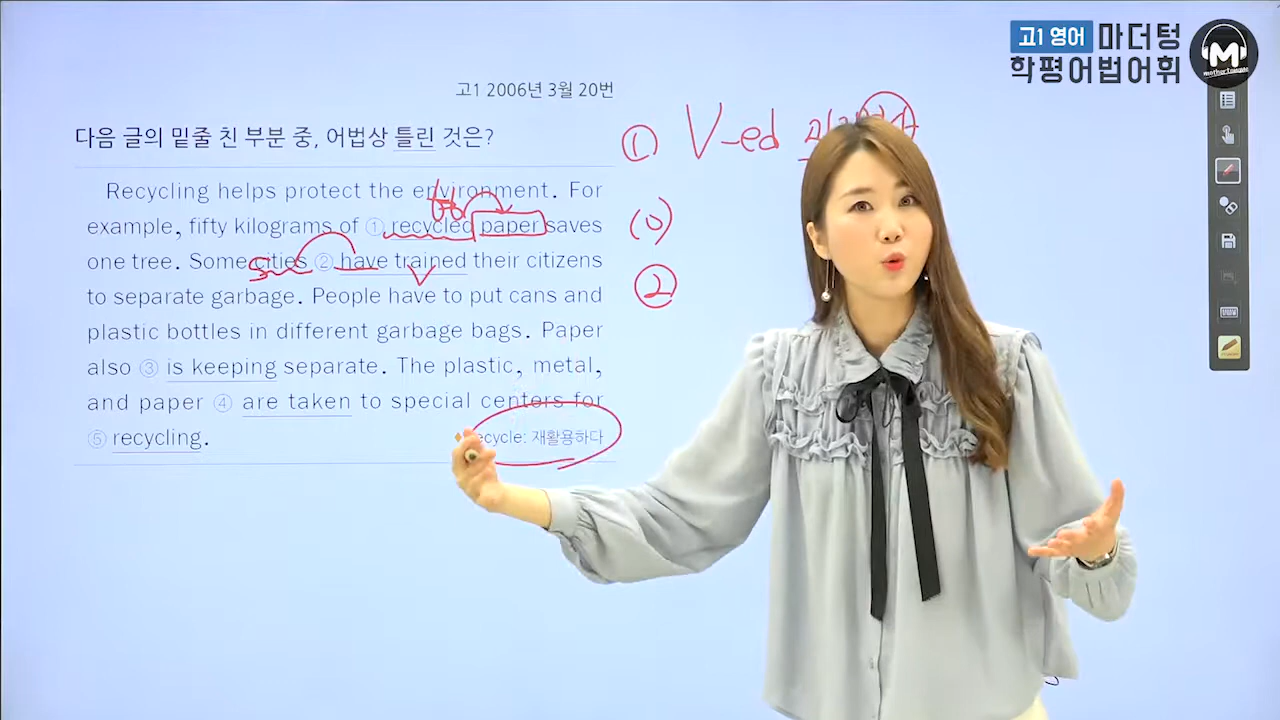 고1 영어 마더텅
학평어법어휘
M
mother tongue
고1 2006년 3월 20번
다음 글의 밑줄 친 부분 중, 어법상 틀린 것은?
Recycling helps protect the environment. For
example, fifty kilograms of ① recycled paper saves
one tree. Some cities ② have trained their citizens
to separate garbage. People have to put cans and
plastic bottles in different garbage bags. Paper
also ③ is keeping separate. The plastic, metal,
and paper ④ are taken to special centers for
⑤ recycling.
ecycle: 재활용하다
① V-ed
(0)
②
S
V